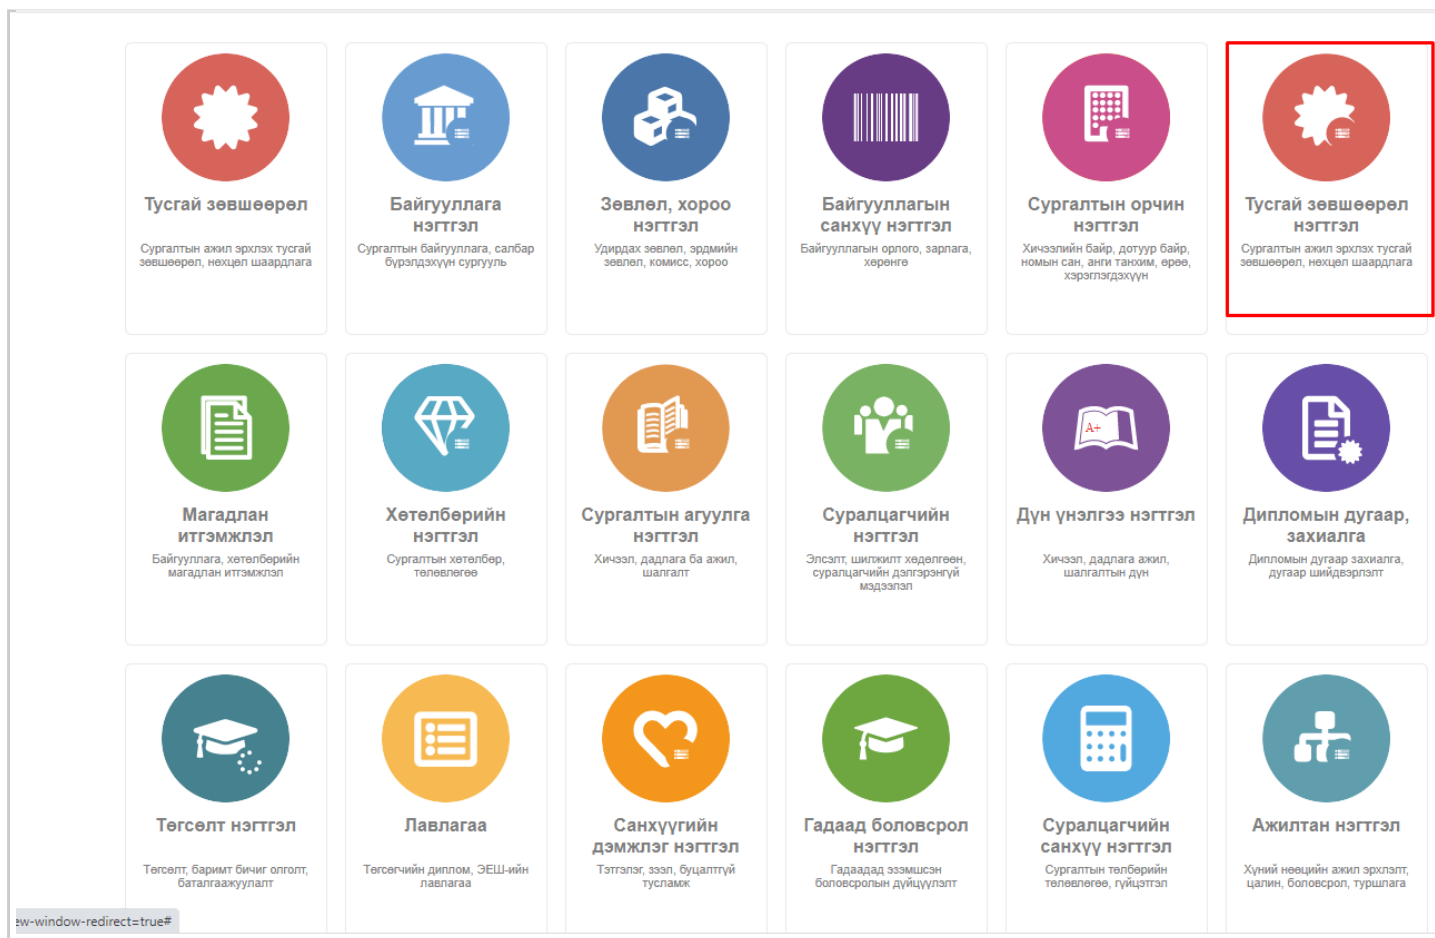 Тусгай зөвшөөрөл
Сургалтын ажил эрхлэх тусгай
зөвшөөрөл, нөхцөл шаардлага
Байгууллага
нэгтгэл
Сургалтын байгууллага, салбар
бүрэлдэхүүн сургууль
Зөвлөл, хороо
нэгтгэл
Удирдах зөвлөл, эрдмийн
зөвлөл, комисс, хороо
Байгууллагын
санхүү нэгтгэл
Байгууллагын орлого, зарлага,
хөрөнгө
Сургалтын орчин
нэгтгэл
Хичээлийн байр, дотуур байр,
номын сан, анги танхим, өрөө,
хэрэглэгдэхүүн
Тусгай зөвшөөрөл
нэгтгэл
Сургалтын ажил эрхлэх тусгай
зөвшөөрөл, нөхцөл шаардлага
Магадлан
итгэмжлэл
Байгууллага, хөтөлбөрийн
магадлан итгэмжлэл
Хөтөлбөрийн
нэгтгэл
Сургалтын хөтөлбөр,
төлөвлөгөө
Сургалтын агуулга
нэгтгэл
Хичээл, дадлага ба ажил,
шалгалт
Суралцагчийн
нэгтгэл
Элсэлт, шилжилт хөдөлгөөн,
суралцагчийн дэлгэрэнгүй
мэдээлэл
A+
Дүн үнэлгээ нэгтгэл
Хичээл, дадлага ажил,
шалгалтын дүн
Дипломын дугаар,
захиалга
Дипломын дугаар захиалга,
дугаар шийдвэрлэлт
Төгсөлт нэгтгэл
Төгсөлт, баримт бичиг олголт,
баталгаажуулалт
Лавлагаа
Төгсөгчийн диплом, ЭЕШ-ийн
лавлагаа
Санхүүгийн
дэмжлэг нэгтгэл
Тэтгэлэг, зээл, буцалтгүй
тусламж
Гадаад боловсрол
нэгтгэл
Гадаадад эзэмшсэн
боловсролын дүйцүүлэлт
Суралцагчийн
санхүү нэгтгэл
Сургалтын төлбөрийн
төлөвлөгөө, гүйцэтгэл
Ажилтан нэгтгэл
Хүний нөөцийн ажил эрхлэлт,
цалин, боловсрол, туршлага
ew-window-redirect=true#